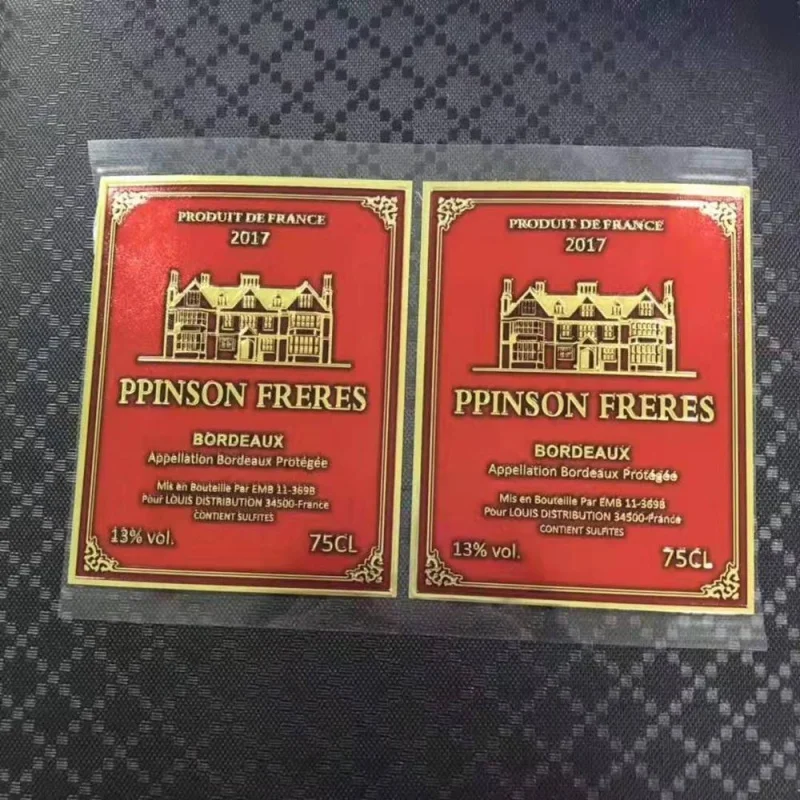 PRODUIT DE FRANCE
2017
PPINSON FRERES
BORDEAUX
Appellation Bordeaux Protégée
Mis en Bouteille Par EMB 11-369B
Pour LOUIS DISTRIBUTION 34500-France
CONTIENT SULFITES
13% vol.
75CL
PRODUIT DE FRANCE
2017
PPINSON FRERES
BORDEAUX
Appellation Bordeaux Protégée
Mis en Bouteille Par EMB 11-369B
Pour LOUIS DISTRIBUTION 34500-France
CONTIENT SULFITES
13% vol.
75CL